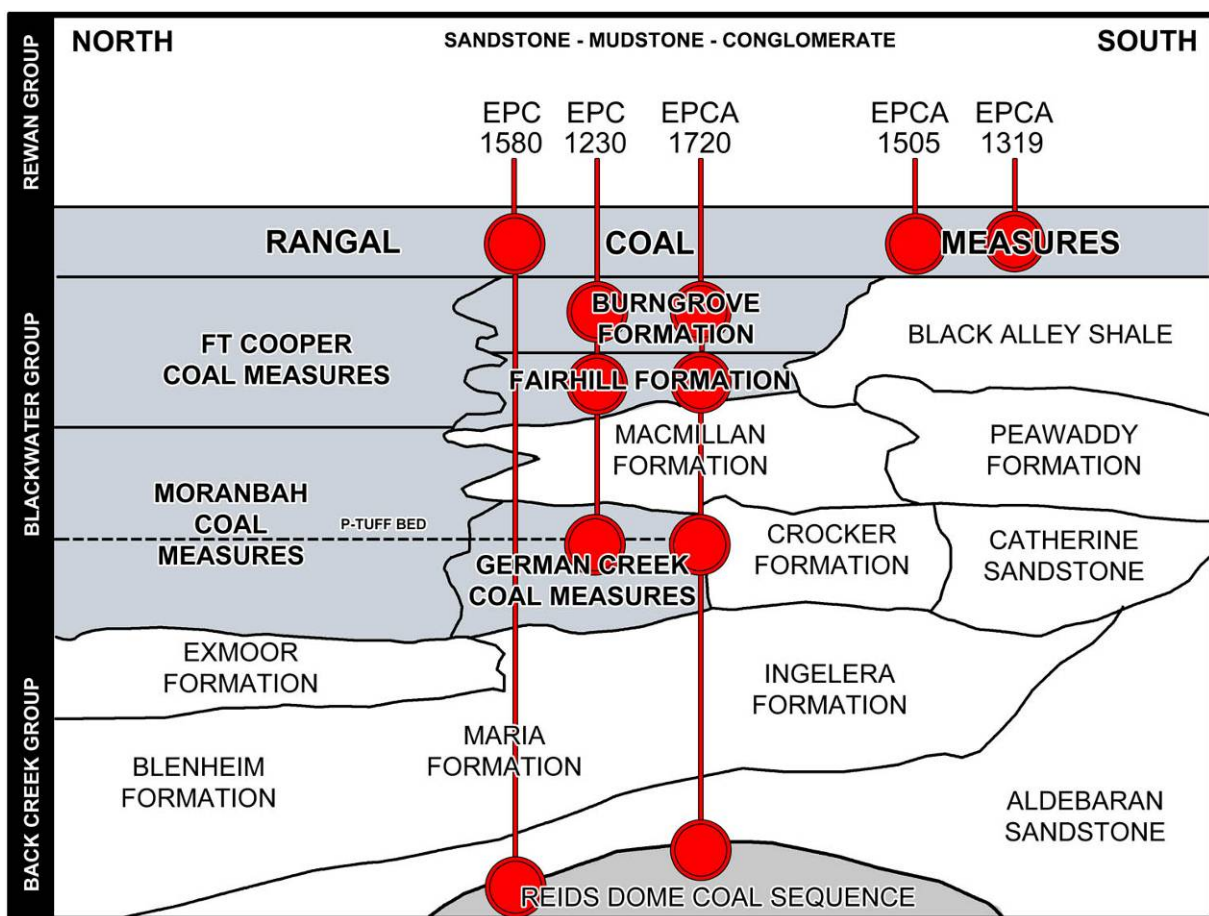 NORTH
SANDSTONE - MUDSTONE - CONGLOMERATE
SOUTH
REWAN GROUP
EPC
1580
EPC
1230
EPCA
1720
EPCA
1505
EPCA
1319
RANGAL COAL MEASURES
BLACKWATER GROUP
FT COOPER
COAL MEASURES
BURNGROVE
FORMATION
BLACK ALLEY SHALE
FAIRHILL FORMATION
MACMILLAN
FORMATION
PEAWADDY
FORMATION
MORANBAH
COAL
MEASURES
P-TUFF BED
GERMAN CREEK
COAL MEASURES
CROCKER
FORMATION
CATHERINE
SANDSTONE
BACK CREEK GROUP
EXMOOR
FORMATION
INGELERA
FORMATION
MARIA
FORMATION
BLENHEIM
FORMATION
ALDEBARAN
SANDSTONE
REIDS DOME COAL SEQUENCE